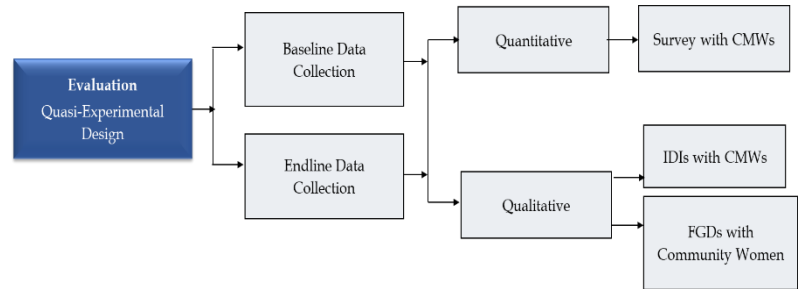 Evaluation
Quasi-Experimental
Design
Baseline Data
Collection
Endline Data
Collection
Quantitative
Qualitative
Survey with CMWs
IDIs with CMWs
FGDs with
Community Women